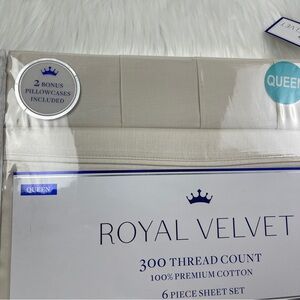 2 BONUS
PILLOWCASES
INCLUDED
QUEEN
QUEEN
ROYAL VELVET
300 THREAD COUNT
100% PREMIUM COTTON
6 PIECE SHEET SET